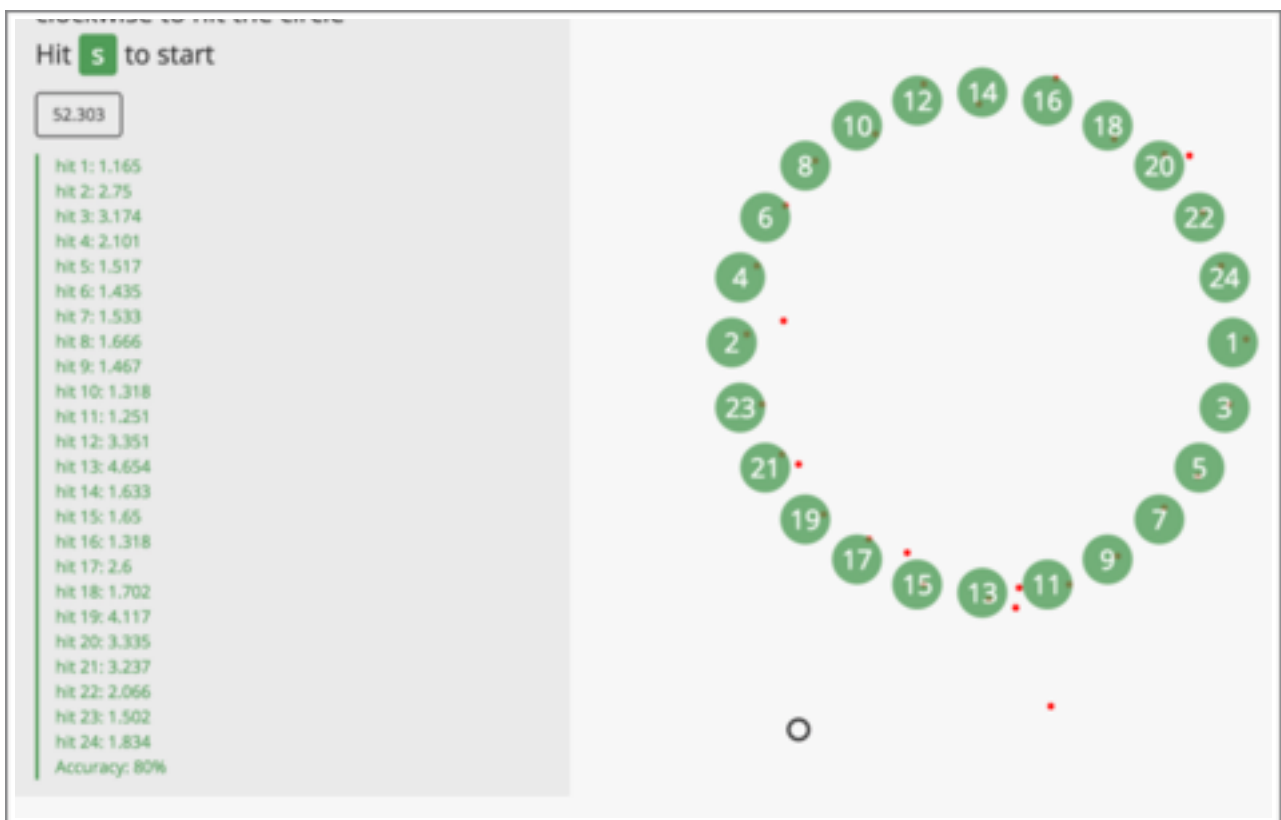 clockwise to hit the circle
Hit s to start
52.303
hit 1: 1.165
hit 2: 2.75
hit 3: 3.174
hit 4: 2.101
hit 5: 1.517
hit 6: 1.435
hit 7: 1.533
hit 8: 1.666
hit 9: 1.467
hit 10: 1.318
hit 11: 1.251
hit 12: 3.351
hit 13: 4.654
hit 14: 1.633
hit 15: 1.65
hit 16: 1.318
hit 17: 2.6
hit 18: 1.702
hit 19: 4.117
hit 20: 3.335
hit 21: 3.237
hit 22: 2.066
hit 23: 1.502
hit 24: 1.834
Accuracy: 80%
14
12
16
10
18
8
20
6
22
4
24
2
1
23
3
21
5
19
7
17
9
15
13
11